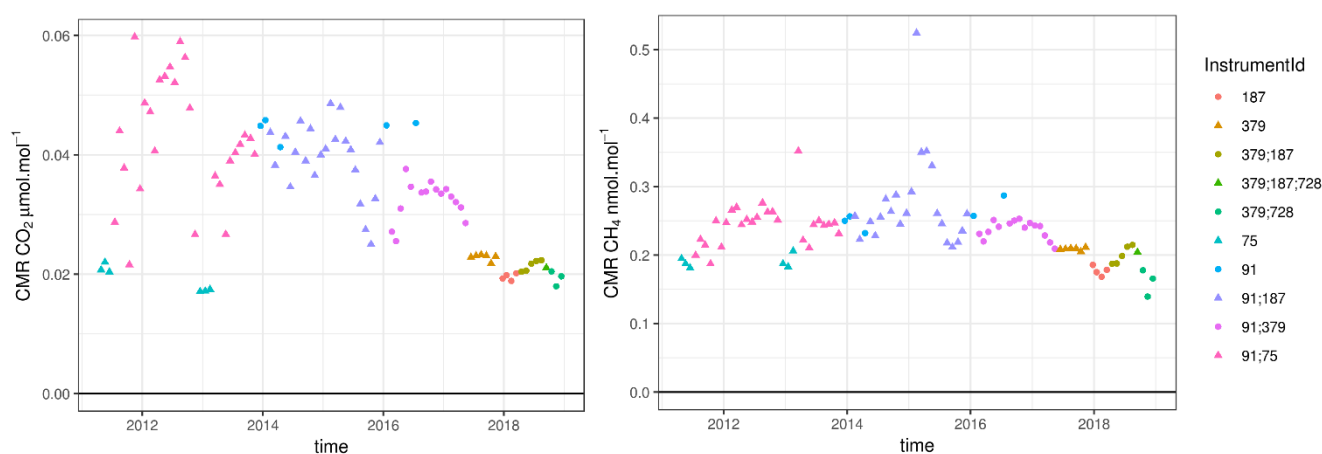 CMR CO₂ μmol.mol⁻¹
0.06
0.04
0.02
0.00
2012 2014 2016 2018
time
CMR CH₄ nmol.mol⁻¹
0.5
0.4
0.3
0.2
0.1
0.0
2012 2014 2016 2018
time
InstrumentId
187
379
379;187
379;187;728
379;728
75
91
91;187
91;379
91;75